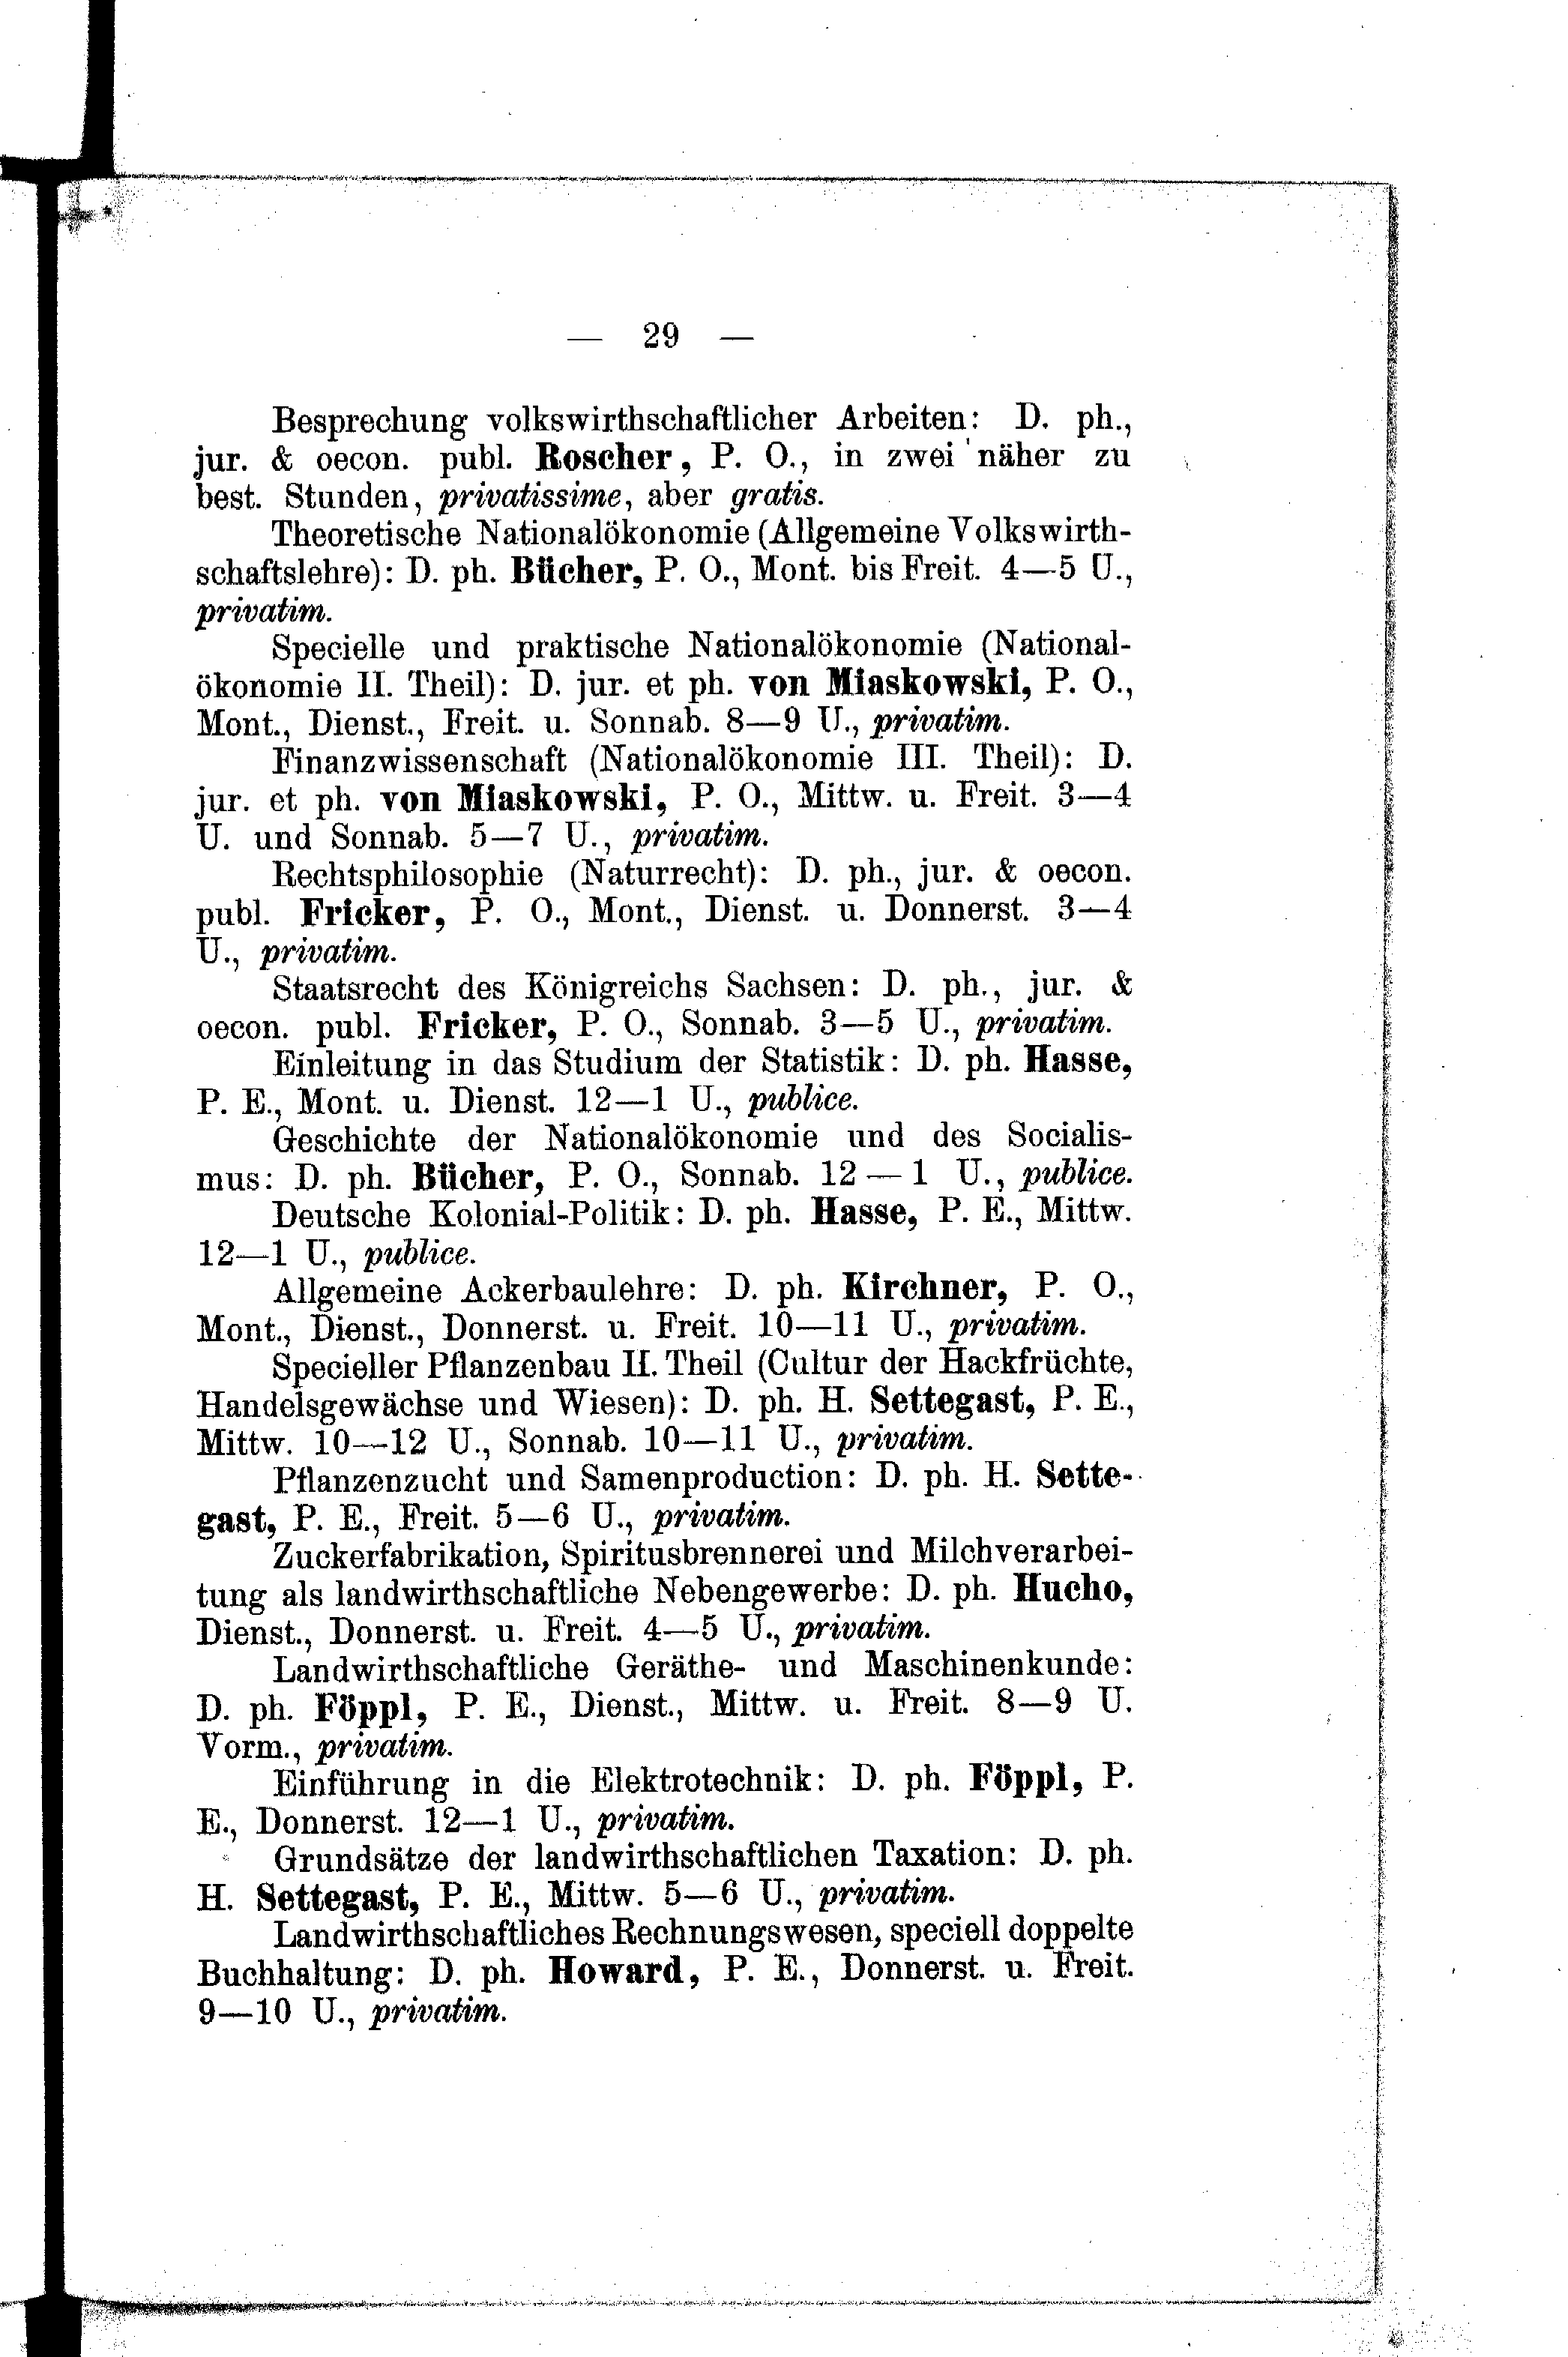 — 29 —
Besprechung volkswirthschaftlicher Arbeiten: D. ph.,
jur. & oecon. publ. Roscher, P. O., in zwei näher zu
best. Stunden, privatissime, aber gratis.
Theoretische Nationalökonomie (Allgemeine Volkswirth-
schaftslehre): D. ph. Bücher, P. O., Mont. bis Freit. 4—5 U.,
privatim.
Specielle und praktische Nationalökonomie (National-
ökonomie II. Theil): D. jur. et ph. von Miaskowski, P. O.,
Mont., Dienst., Freit. u. Sonnab. 8—9 U., privatim.
Finanzwissenschaft (Nationalökonomie III. Theil): D.
jur. et ph. von Miaskowski, P. O., Mittw. u. Freit. 3—4
U. und Sonnab. 5—7 U., privatim.
Rechtsphilosophie (Naturrecht): D. ph., jur. & oecon.
publ. Fricker, P. O., Mont., Dienst. u. Donnerst. 3—4
U., privatim.
Staatsrecht des Königreichs Sachsen: D. ph., jur. &
oecon. publ. Fricker, P. O., Sonnab. 3—5 U., privatim.
Einleitung in das Studium der Statistik: D. ph. Hasse,
P. E., Mont. u. Dienst. 12—1 U., publice.
Geschichte der Nationalökonomie und des Socialis-
mus: D. ph. Bücher, P. O., Sonnab. 12—1 U., publice.
Deutsche Kolonial-Politik: D. ph. Hasse, P. E., Mittw.
12—1 U., publice.
Allgemeine Ackerbaulehre: D. ph. Kirchner, P. O.,
Mont., Dienst., Donnerst. u. Freit. 10—11 U., privatim.
Specieller Pflanzenbau II. Theil (Cultur der Hackfrüchte,
Handelsgewächse und Wiesen): D. ph. H. Settegast, P. E.,
Mittw. 10—12 U., Sonnab. 10—11 U., privatim.
Pflanzenzucht und Samenproduction: D. ph. H. Sette-
gast, P. E., Freit. 5—6 U., privatim.
Zuckerfabrikation, Spiritusbrennerei und Milchverarbei-
tung als landwirthschaftliche Nebengewerbe: D. ph. Hucho,
Dienst., Donnerst. u. Freit. 4—5 U., privatim.
Landwirthschaftliche Geräthe- und Maschinenkunde:
D. ph. Föppl, P. E., Dienst., Mittw. u. Freit. 8—9 U.
Vorm., privatim.
Einführung in die Elektrotechnik: D. ph. Föppl, P.
E., Donnerst. 12—1 U., privatim.
Grundsätze der landwirthschaftlichen Taxation: D. ph.
H. Settegast, P. E., Mittw. 5—6 U., privatim.
Landwirthschaftliches Rechnungswesen, speciell doppelte
Buchhaltung: D. ph. Howard, P. E., Donnerst. u. Freit.
9—10 U., privatim.